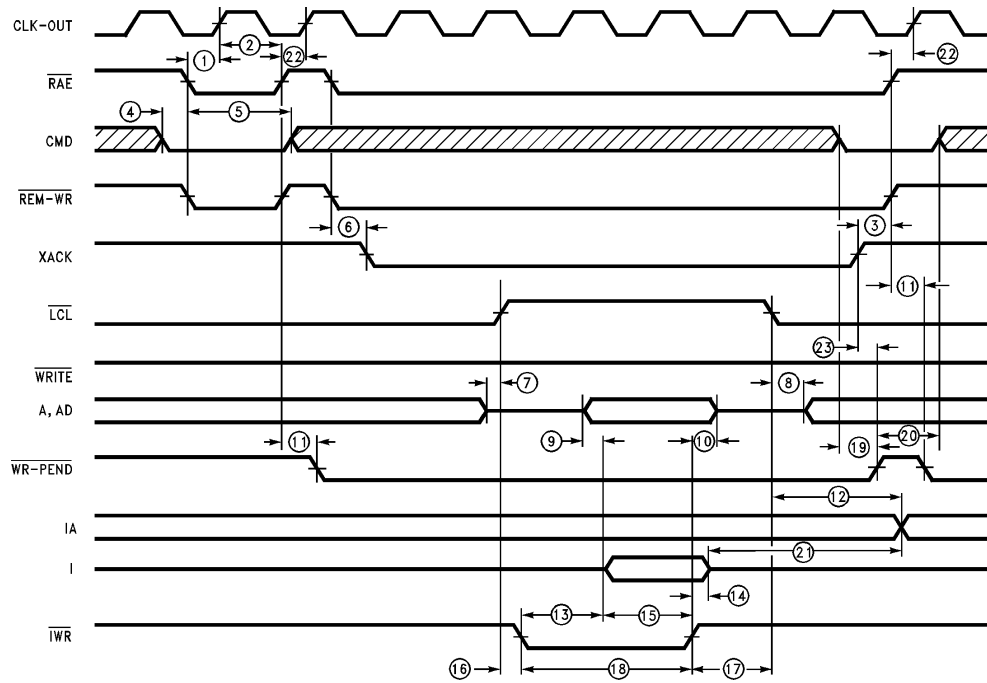 CLK-OUT
1 2 22 22
RAE
4 5
CMD
REM-WR
6 3
XACK
11
LCL
23
WRITE
7 8
A, AD
11 9 10 19 20
WR-PEND
12
IA
21
I
14
13 15
IWR
16 18 17